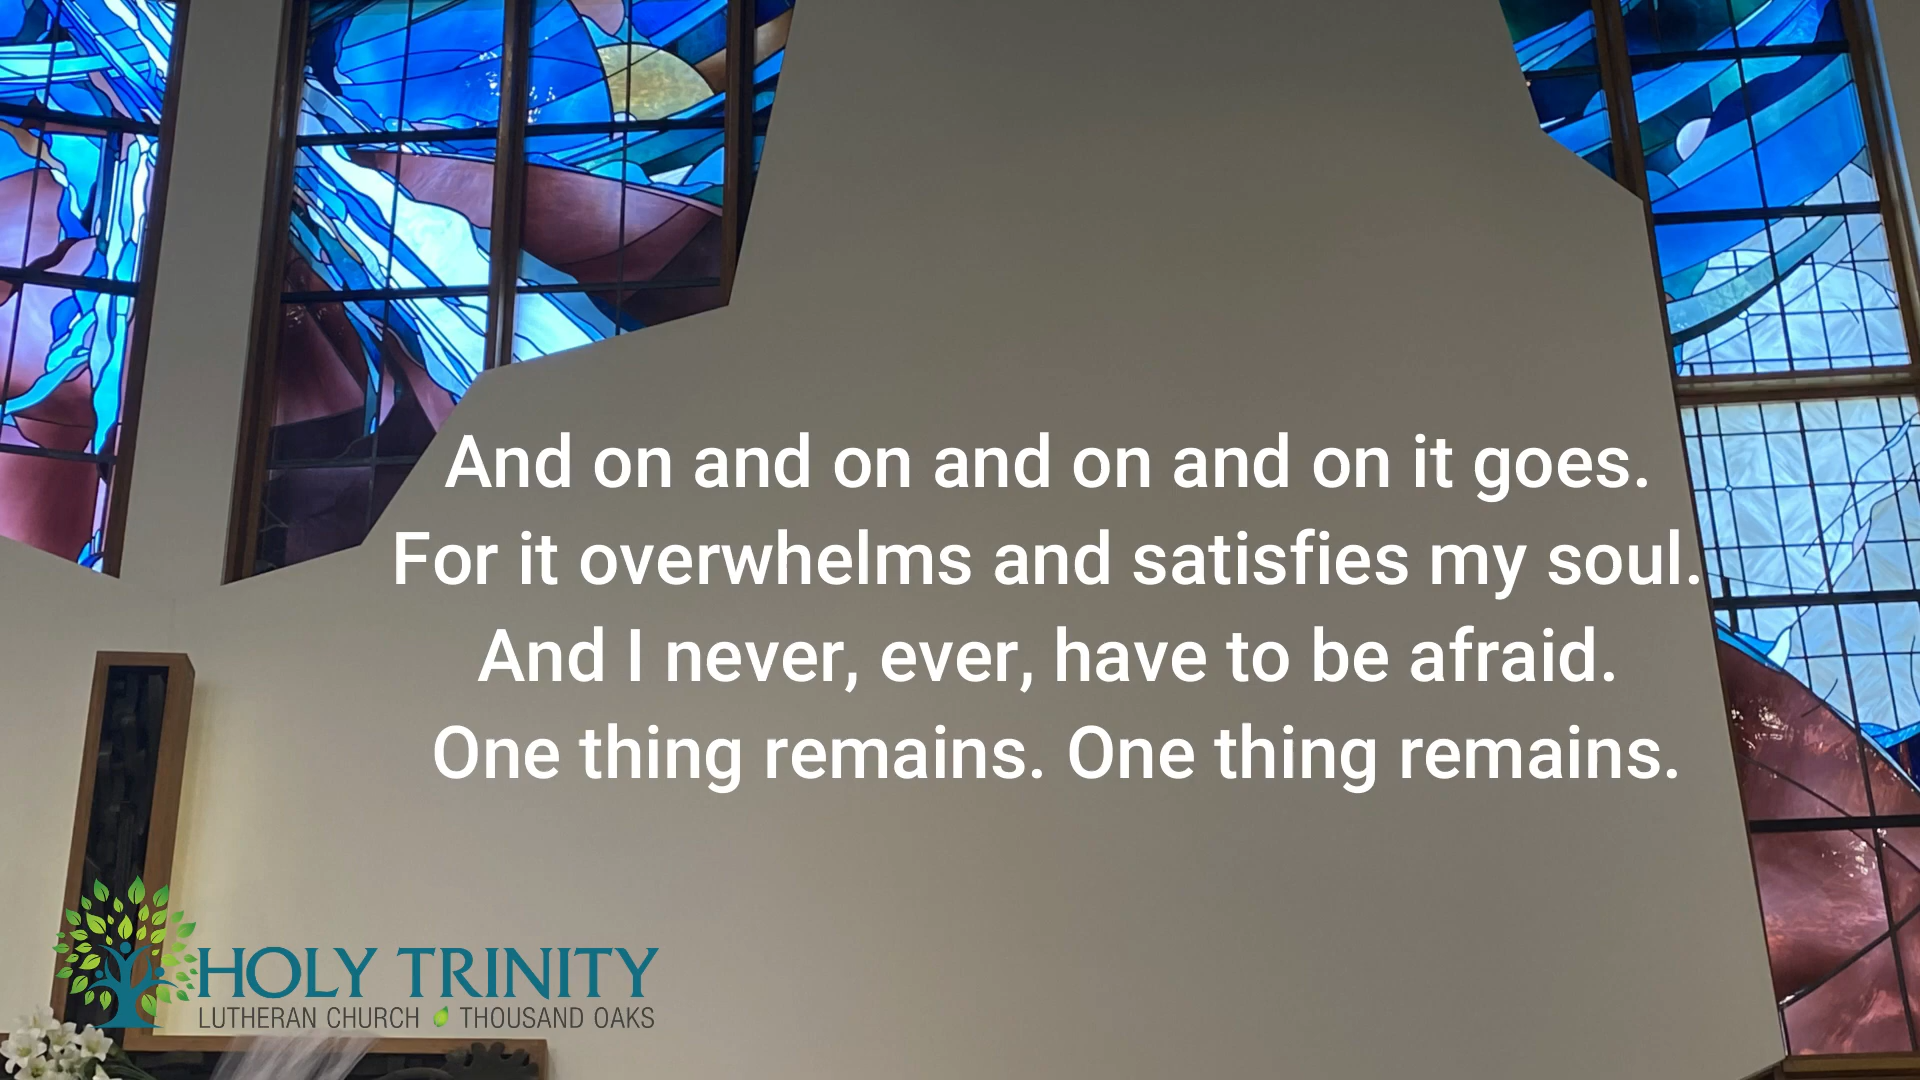 And on and on and on and on it goes.
For it overwhelms and satisfies my soul.
And I never, ever, have to be afraid.
One thing remains. One thing remains.
HOLY TRINITY
LUTHERAN CHURCH THOUSAND OAKS